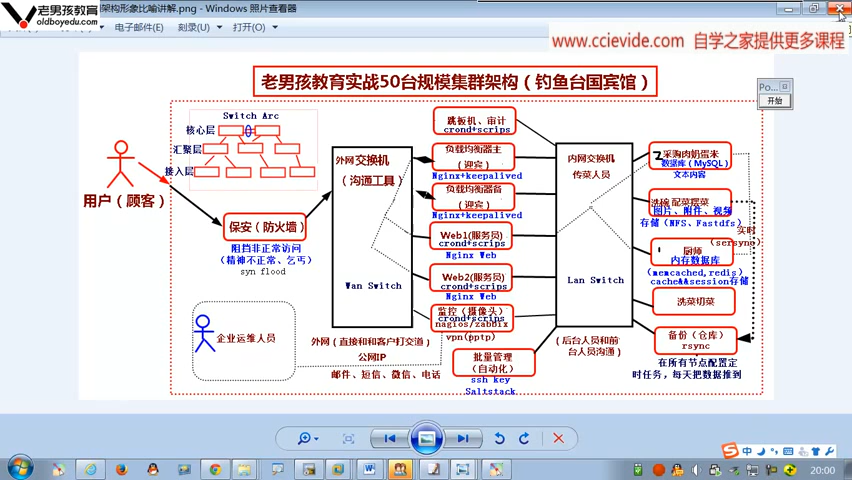 老男孩教育
oldboyedu.com
架构形象比喻讲解.png - Windows 照片查看器
电子邮件(E)
刻录(U)
打开(O)
www.ccievide.com 自学之家提供更多课程
老男孩教育实战50台规模集群架构（钓鱼台国宾馆）
Po...
开始
Switch Arc
核心层
汇聚层
接入层
用户（顾客）
保安（防火墙）
阻挡非正常访问
（精神不正常、乞丐）
syn flood
企业运维人员
外网交换机
（沟通工具）
Wan Switch
外网（直接和和客户打交道）
公网IP
邮件、短信、微信、电话
跳板机、审计
crond+scrips
负载均衡器主
（迎宾）
Nginx+keepalived
负载均衡器备
（迎宾）
Nginx+keepalived
Web1(服务员)
crond+scrips
Nginx Web
Web2(服务员)
crond+scrips
Nginx Web
监控（摄像头）
crond+scrips
nagios/zabbix
vpn(pptp)
批量管理
（自动化）
ssh key
Saltstack
内网交换机
传菜人员
Lan Switch
（后台人员和前
台人员沟通）
采购肉奶蛋米
数据库（MySQL）
文本内容
洗碗 配菜摆菜
图片、附件、视频
存储（NFS、Fastdfs）
实时
(sersync)
厨师
内存数据库
(memcached,redis)
cache&&session存储
洗菜切菜
备份（仓库）
rsync
在所有节点配置定
时任务，每天把数据推到
中
20:00